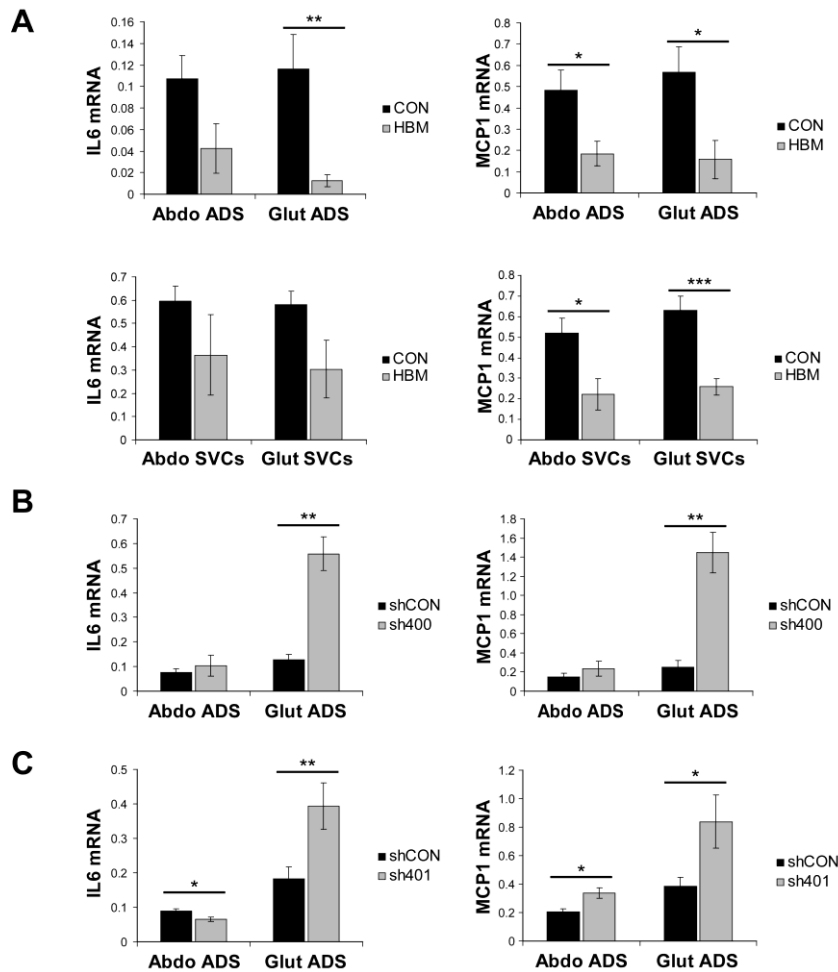 A
IL6 mRNA
0.16
0.14
0.12
0.1
0.08
0.06
0.04
0.02
0
**
Abdo ADS Glut ADS
CON
HBM
MCP1 mRNA
0.8
0.7
0.6
0.5
0.4
0.3
0.2
0.1
0
* *
Abdo ADS Glut ADS
CON
HBM
IL6 mRNA
0.7
0.6
0.5
0.4
0.3
0.2
0.1
0
Abdo SVCs Glut SVCs
CON
HBM
MCP1 mRNA
0.8
0.7
0.6
0.5
0.4
0.3
0.2
0.1
0
* ***
Abdo SVCs Glut SVCs
CON
HBM
B
IL6 mRNA
0.7
0.6
0.5
0.4
0.3
0.2
0.1
0
**
Abdo ADS Glut ADS
shCON
sh400
MCP1 mRNA
1.8
1.6
1.4
1.2
1.0
0.8
0.6
0.4
0.2
0
**
Abdo ADS Glut ADS
shCON
sh400
C
IL6 mRNA
0.5
0.4
0.3
0.2
0.1
0
* **
Abdo ADS Glut ADS
shCON
sh401
MCP1 mRNA
1.2
1.0
0.8
0.6
0.4
0.2
0
* *
Abdo ADS Glut ADS
shCON
sh401